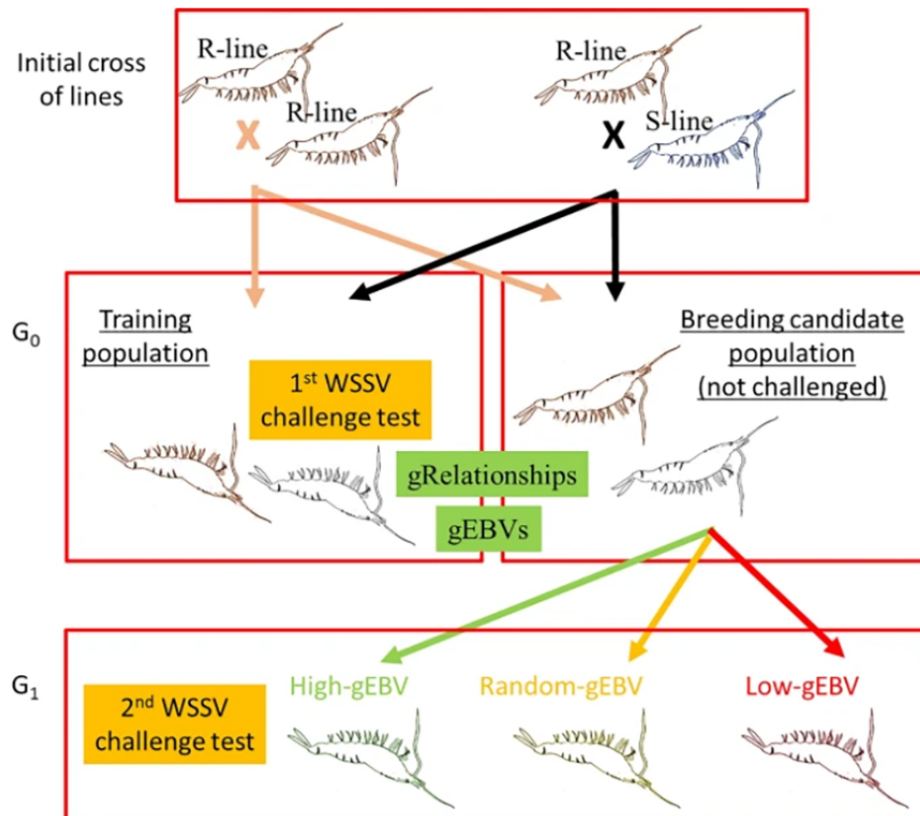 Initial cross
of lines
R-line
R-line
X
R-line
S-line
X
G₀
Training
population
1st WSSV
challenge test
gRelationships
gEBVs
Breeding candidate
population
(not challenged)
G₁
2nd WSSV
challenge test
High-gEBV
Random-gEBV
Low-gEBV